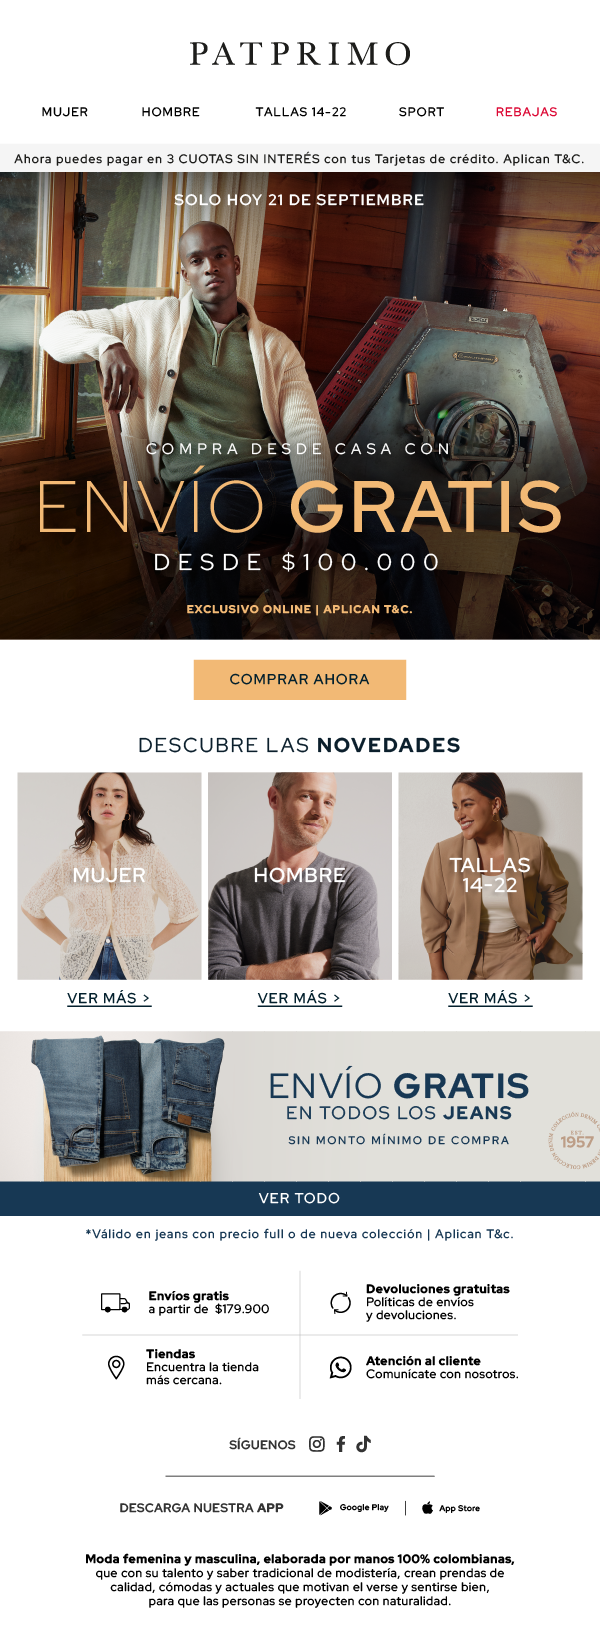 PATPRIMO
MUJER HOMBRE TALLAS 14-22 SPORT REBAJAS
Ahora puedes pagar en 3 CUOTAS SIN INTERÉS con tus Tarjetas de crédito. Aplican T&C.
SOLO HOY 21 DE SEPTIEMBRE
COMPRA DESDE CASA CON
ENVÍO GRATIS
DESDE $100.000
EXCLUSIVO ONLINE | APLICAN T&C.
COMPRAR AHORA
DESCUBRE LAS NOVEDADES
MUJER
HOMBRE
TALLAS
14-22
VER MÁS >
VER MÁS >
VER MÁS >
ENVÍO GRATIS
EN TODOS LOS JEANS
SIN MONTO MÍNIMO DE COMPRA
COLECCIÓN DENIM
EST.
1957
VER TODO
*Válido en jeans con precio full o de nueva colección | Aplican T&c.
Envíos gratis
a partir de $179.900
Devoluciones gratuitas
Políticas de envíos
y devoluciones.
Tiendas
Encuentra la tienda
más cercana.
Atención al cliente
Comunícate con nosotros.
SÍGUENOS
DESCARGA NUESTRA APP
Google Play | App Store
Moda femenina y masculina, elaborada por manos 100% colombianas,
que con su talento y saber tradicional de modistería, crean prendas de
calidad, cómodas y actuales que motivan el verse y sentirse bien,
para que las personas se proyecten con naturalidad.